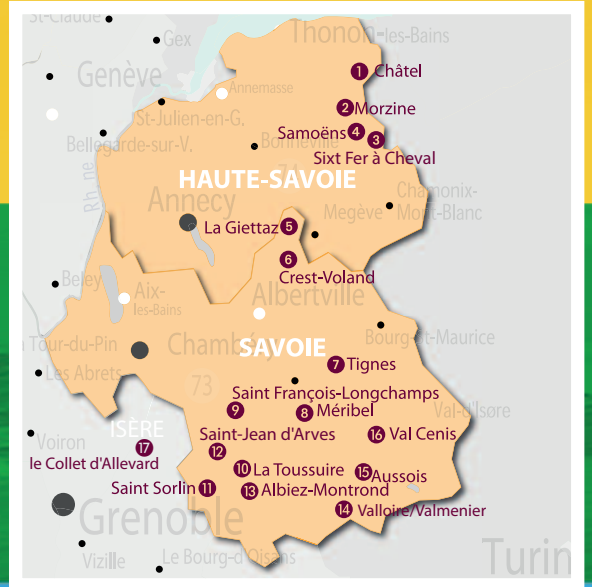 St-Claude
Thonon-les-Bains
Gex
1 Châtel
Genève
Annemasse
2 Morzine
St-Julien-en-G.
Samoëns 4
3
Bellegarde-sur-V.
Bonneville
Sixt Fer à Cheval
74
HAUTE-SAVOIE
Rhône
Annecy
Chamonix-
Mont-Blanc
Megève
La Giettaz 5
6
Crest-Voland
Belley
Aix-
les-Bains
Albertville
La Tour-du-Pin
Chambéry
SAVOIE
Bourg-St-Maurice
7 Tignes
Les Abrets
73
Saint François-Longchamps
9
8 Méribel
Val-d'Isère
ISÈRE
Voiron
17
Saint-Jean d'Arves
16 Val Cenis
le Collet d'Allevard
12
10 La Toussuire
15 Aussois
Saint Sorlin 11
13 Albiez-Montrond
Grenoble
14 Valloire/Valmenier
Vizille
Le Bourg-d'Oisans
Turin